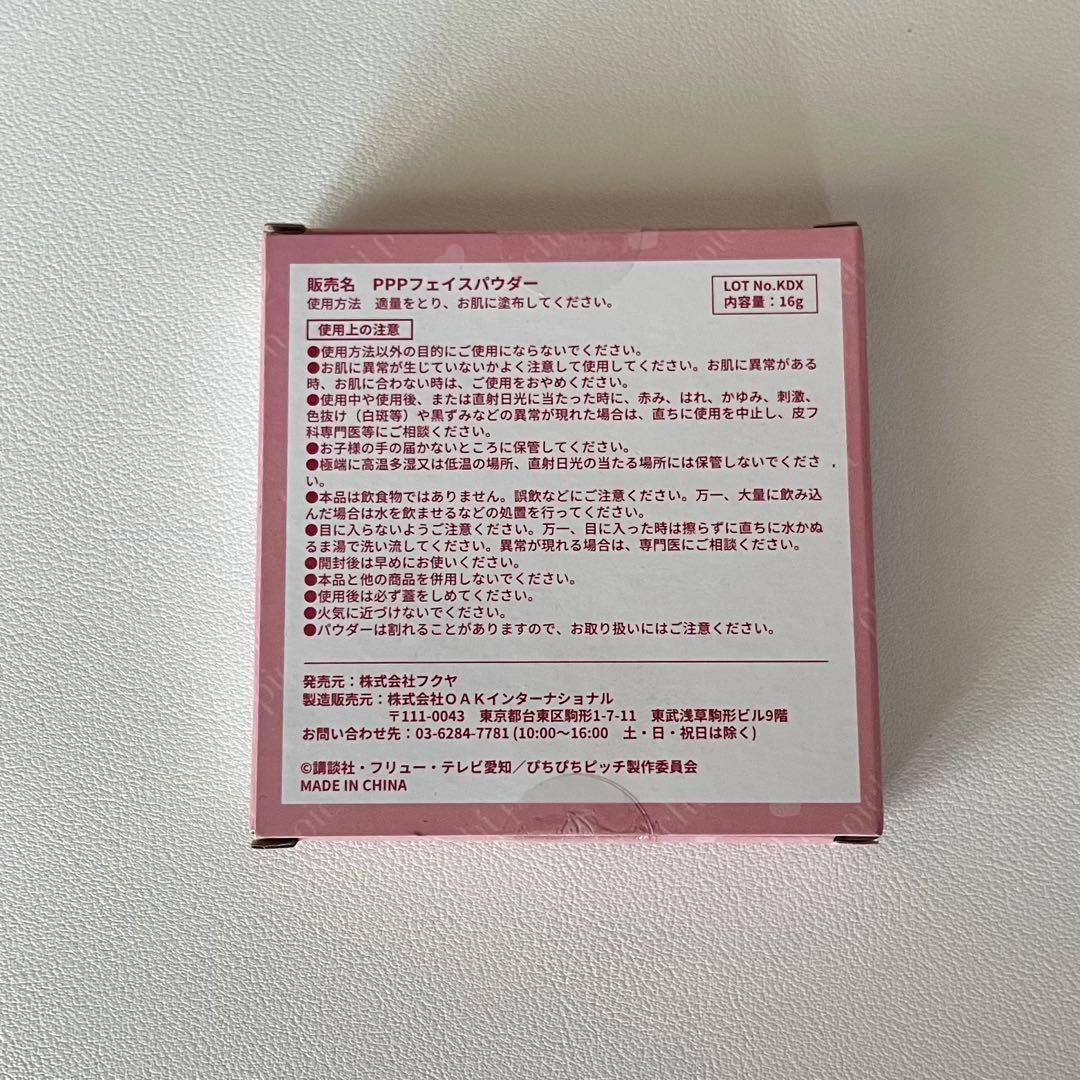 販売名　PPPフェイスパウダー
使用方法　適量をとり、お肌に塗布してください。
LOT No.KDX
内容量：16g
使用上の注意
●使用方法以外の目的にご使用にならないでください。
●お肌に異常が生じていないかよく注意して使用してください。お肌に異常がある
時、お肌に合わない時は、ご使用をおやめください。
●使用中や使用後、または直射日光に当たった時に、赤み、はれ、かゆみ、刺激、
色抜け（白斑等）や黒ずみなどの異常が現れた場合は、直ちに使用を中止し、皮フ
科専門医等にご相談ください。
●お子様の手の届かないところに保管してください。
●極端に高温多湿又は低温の場所、直射日光の当たる場所には保管しないでくださ
い。
●本品は飲食物ではありません。誤飲などにご注意ください。万一、大量に飲み込
んだ場合は水を飲ませるなどの処置を行ってください。
●目に入らないようご注意ください。万一、目に入った時は擦らずに直ちに水かぬ
るま湯で洗い流してください。異常が現れる場合は、専門医にご相談ください。
●開封後は早めにお使いください。
●本品と他の商品を併用しないでください。
●使用後は必ず蓋をしめてください。
●火気に近づけないでください。
●パウダーは割れることがありますので、お取り扱いにはご注意ください。
発売元：株式会社フクヤ
製造販売元：株式会社OAKインターナショナル
〒111-0043　東京都台東区駒形1-7-11　東武浅草駒形ビル9階
お問い合わせ先：03-6284-7781 (10:00～16:00　土・日・祝日は除く)
©講談社・フリュー・テレビ愛知／ぴちぴちピッチ製作委員会
MADE IN CHINA